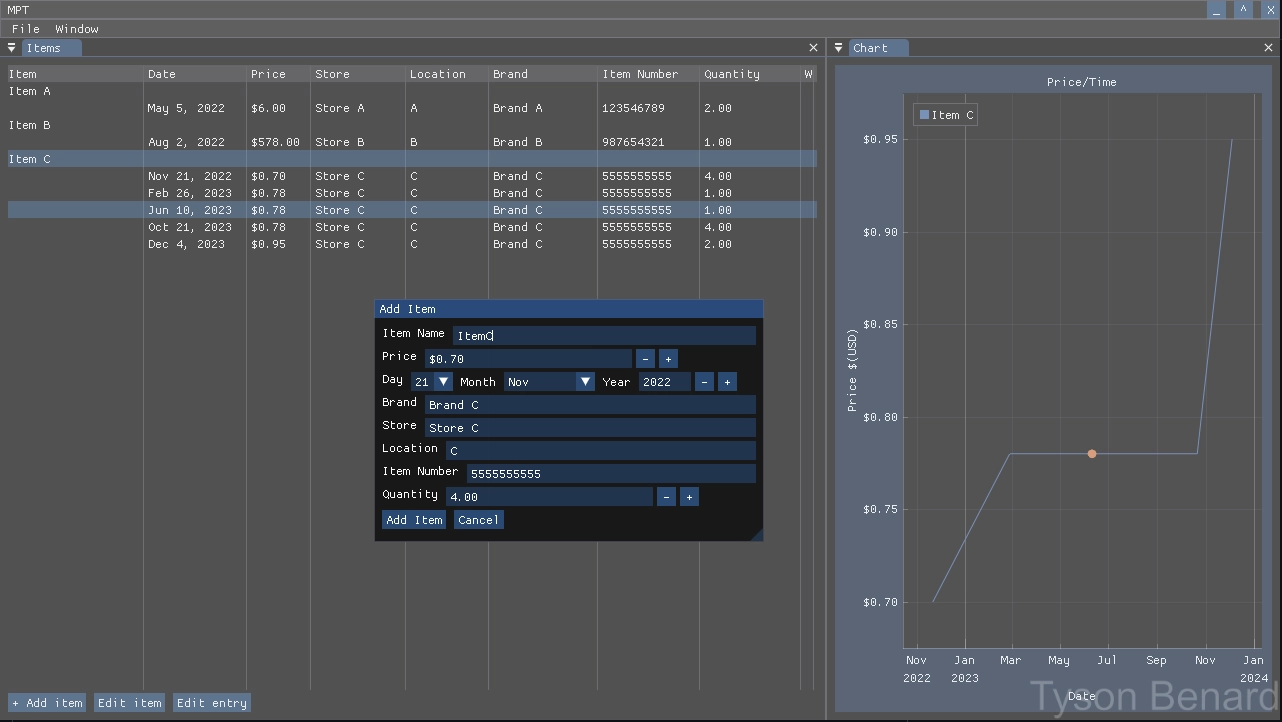 MPT _ ^ X
File Window
Items X
Item Date Price Store Location Brand Item Number Quantity W
Item A
May 5, 2022 $6.00 Store A A Brand A 123546789 2.00
Item B
Aug 2, 2022 $578.00 Store B B Brand B 987654321 1.00
Item C
Nov 21, 2022 $0.70 Store C C Brand C 5555555555 4.00
Feb 26, 2023 $0.78 Store C C Brand C 5555555555 1.00
Jun 10, 2023 $0.78 Store C C Brand C 5555555555 1.00
Oct 21, 2023 $0.78 Store C C Brand C 5555555555 4.00
Dec 4, 2023 $0.95 Store C C Brand C 5555555555 2.00
Add Item
Item Name ItemC
Price $0.70 - +
Day 21 Month Nov Year 2022 - +
Brand Brand C
Store Store C
Location C
Item Number 5555555555
Quantity 4.00 - +
Add Item Cancel
+ Add item Edit item Edit entry
Chart X
Price/Time
Item C
$0.95
$0.90
$0.85
$0.80
$0.75
$0.70
Price $(USD)
Nov Jan Mar May Jul Sep Nov Jan
2022 2023 2024
Date
Tyson Benard